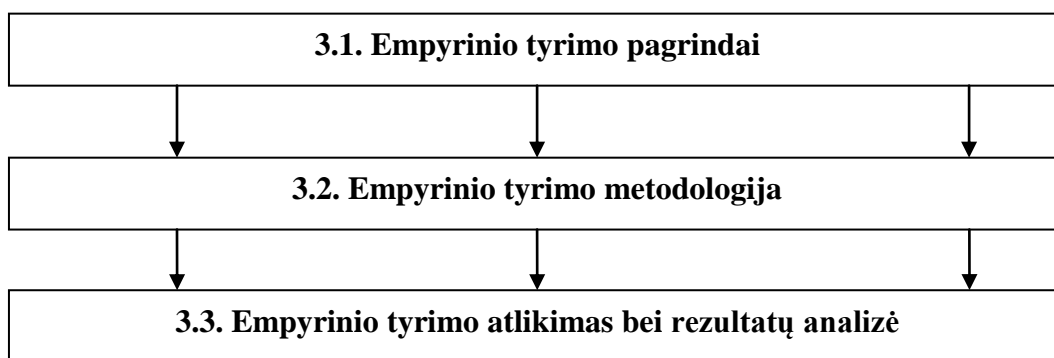 3.1. Empyrinio tyrimo pagrindai
3.2. Empyrinio tyrimo metodologija
3.3. Empyrinio tyrimo atlikimas bei rezultatų analizė